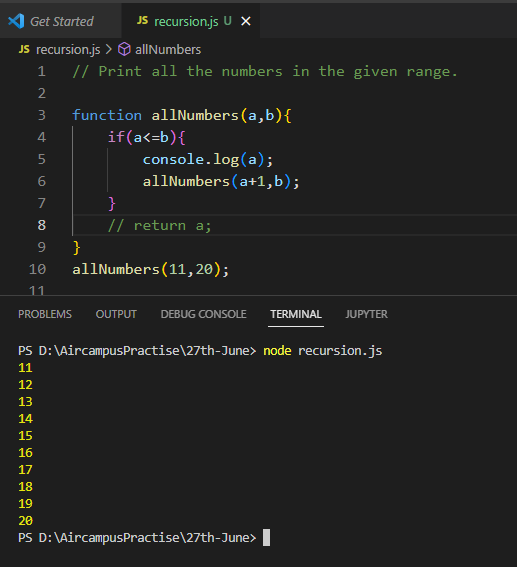 Get Started
JS recursion.js U ×
JS recursion.js > allNumbers
1 // Print all the numbers in the given range.
2
3 function allNumbers(a,b){
4 if(a<=b){
5 console.log(a);
6 allNumbers(a+1,b);
7 }
8 // return a;
9 }
10 allNumbers(11,20);
11
PROBLEMS OUTPUT DEBUG CONSOLE TERMINAL JUPYTER
PS D:\AircampusPractise\27th-June> node recursion.js
11
12
13
14
15
16
17
18
19
20
PS D:\AircampusPractise\27th-June>